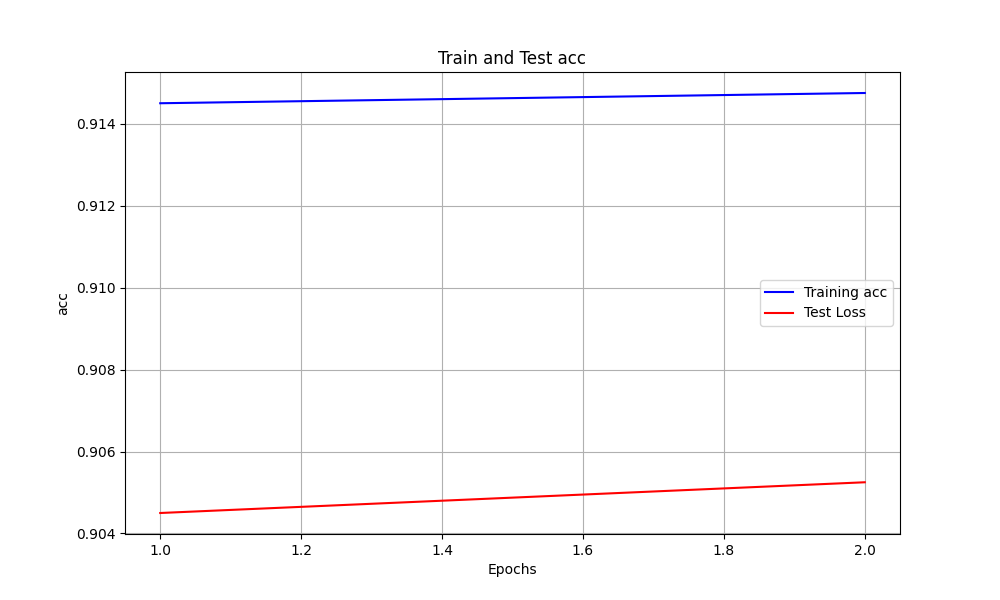 Train and Test acc
0.914
0.912
0.910
0.908
0.906
0.904
acc
Training acc
Test Loss
1.0 1.2 1.4 1.6 1.8 2.0
Epochs